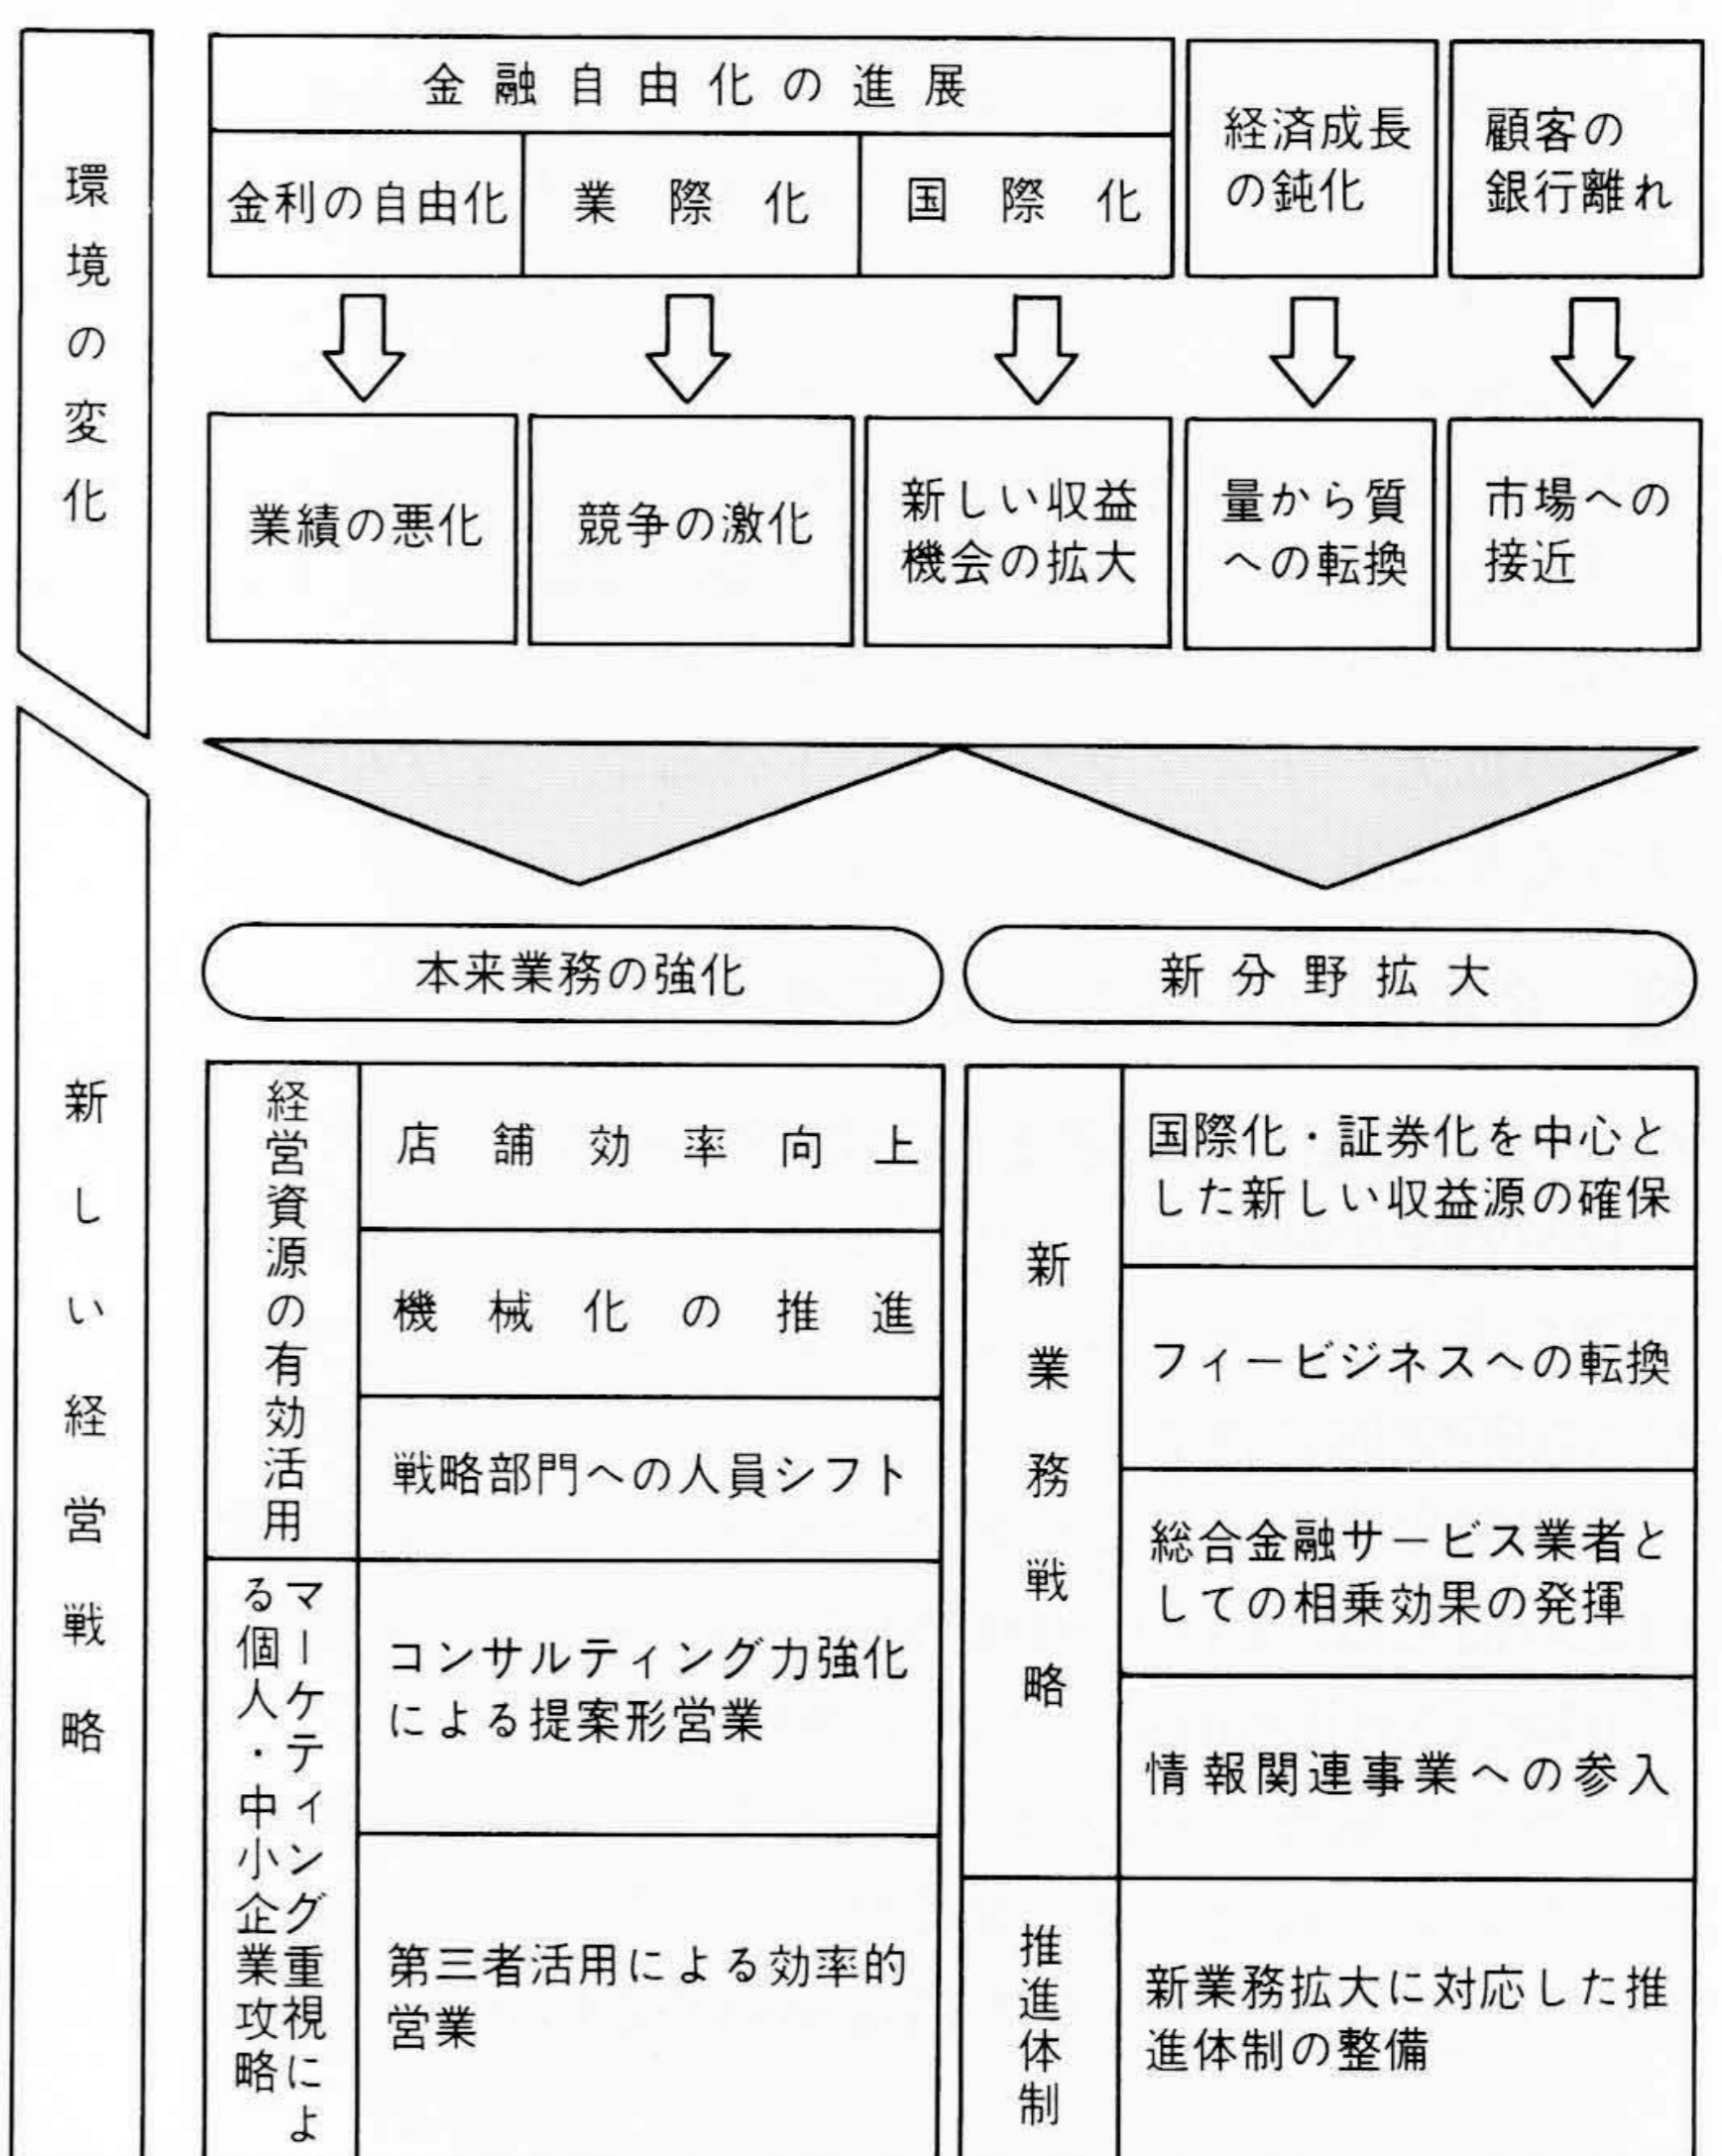 環境の変化
金融自由化の進展
金利の自由化
業際化
国際化
経済成長
の鈍化
顧客の
銀行離れ
業績の悪化
競争の激化
新しい収益
機会の拡大
量から質
への転換
市場への
接近
新しい経営戦略
本来業務の強化
経営資源の有効活用
店舗効率向上
機械化の推進
戦略部門への人員シフト
マーケティング重視によ
る個人・中小企業攻略
コンサルティング力強化
による提案形営業
第三者活用による効率的
営業
新分野拡大
新業務戦略
国際化・証券化を中心と
した新しい収益源の確保
フィービジネスへの転換
総合金融サービス業者と
しての相乗効果の発揮
情報関連事業への参入
推進体制
新業務拡大に対応した推
進体制の整備